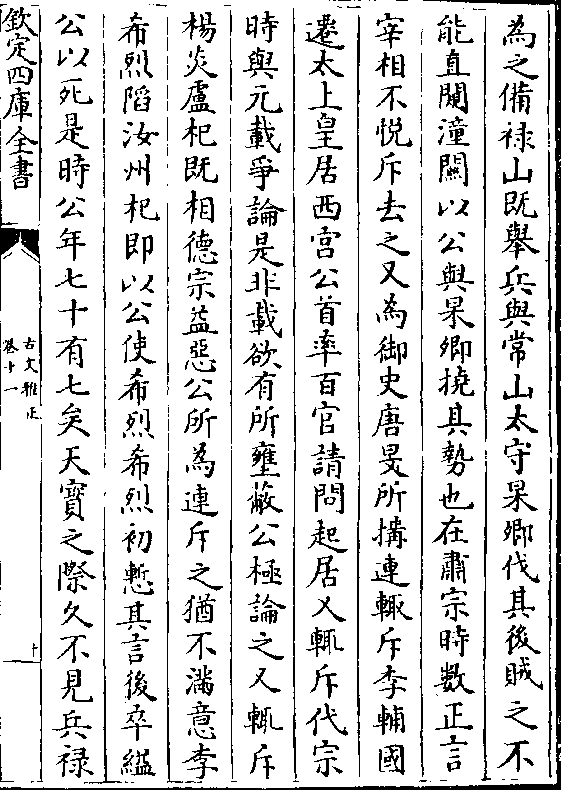 為之備祿山既舉兵與常山太守杲卿伐其後賊之不
能直闚潼關以公與杲卿撓其勢也在肅宗時數正言
宰相不悦斥去之又為御史唐旻所搆連輒斥李輔國
遷太上皇居西宫公首率百官請問起居又輒斥代宗
時與元載爭論是非載欲有所壅蔽公極論之又輒斥
楊炎盧杞既相德宗益惡公所為連斥之猶不滿意李
希烈䧟汝州杞即以公使希烈希烈初慙其言後卒縊
公以死是時公年七十有七矣天寳之際久不見兵祿
欽定四庫全書
古文雅正
卷十一
十